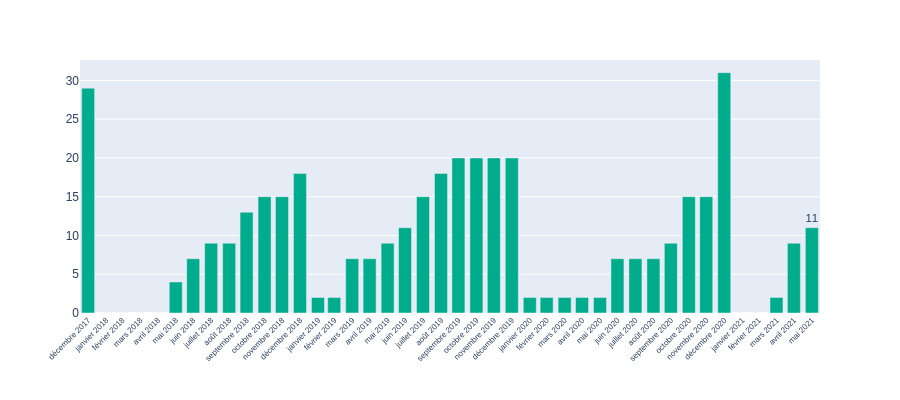 30
25
20
15
10
5
0
11
décembre 2017
janvier 2018
février 2018
mars 2018
avril 2018
mai 2018
juin 2018
juillet 2018
août 2018
septembre 2018
octobre 2018
novembre 2018
décembre 2018
janvier 2019
février 2019
mars 2019
avril 2019
mai 2019
juin 2019
juillet 2019
août 2019
septembre 2019
octobre 2019
novembre 2019
décembre 2019
janvier 2020
février 2020
mars 2020
avril 2020
mai 2020
juin 2020
juillet 2020
août 2020
septembre 2020
octobre 2020
novembre 2020
décembre 2020
janvier 2021
février 2021
mars 2021
avril 2021
mai 2021